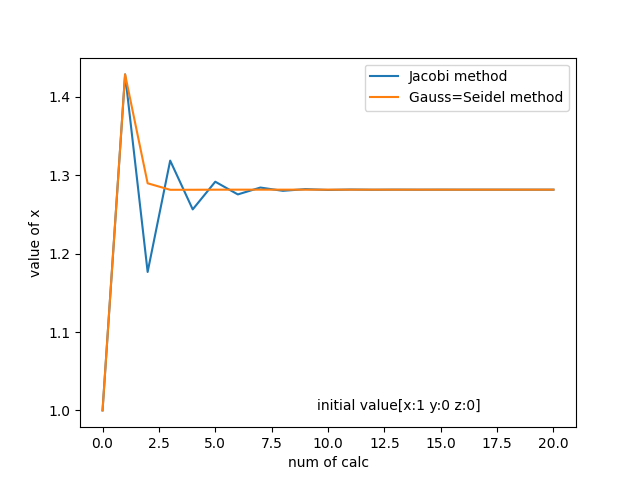 Jacobi method
Gauss=Seidel method
1.4
1.3
1.2
1.1
1.0
value of x
initial value[x:1 y:0 z:0]
0.0 2.5 5.0 7.5 10.0 12.5 15.0 17.5 20.0
num of calc